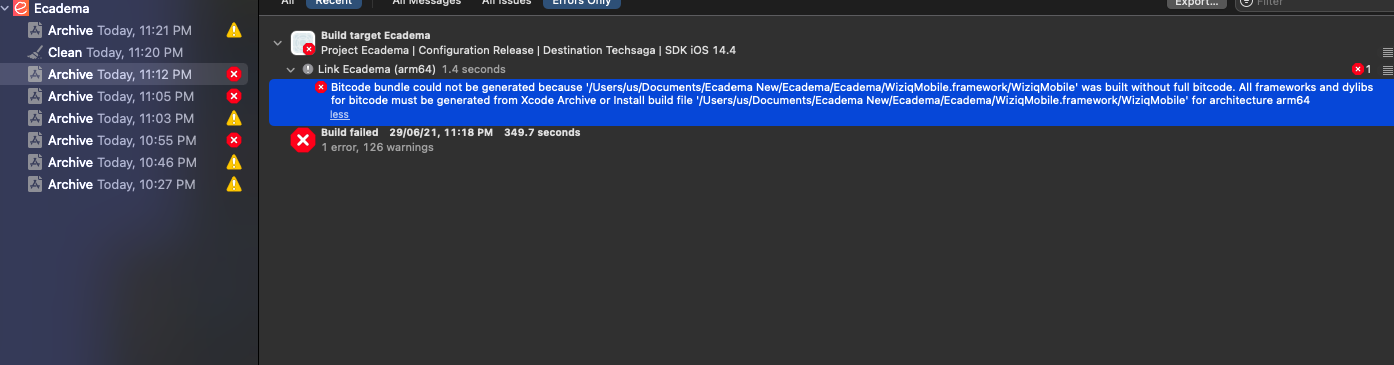 Ecadema
Archive Today, 11:21 PM
Clean Today, 11:20 PM
Archive Today, 11:12 PM
Archive Today, 11:05 PM
Archive Today, 11:03 PM
Archive Today, 10:55 PM
Archive Today, 10:46 PM
Archive Today, 10:27 PM
All Recent All Messages All Issues Errors Only Export... Filter
Build target Ecadema
Project Ecadema | Configuration Release | Destination Techsaga | SDK iOS 14.4
Link Ecadema (arm64) 1.4 seconds 1
Bitcode bundle could not be generated because '/Users/us/Documents/Ecadema New/Ecadema/Ecadema/WiziqMobile.framework/WiziqMobile' was built without full bitcode. All frameworks and dylibs
for bitcode must be generated from Xcode Archive or Install build file '/Users/us/Documents/Ecadema New/Ecadema/Ecadema/WiziqMobile.framework/WiziqMobile' for architecture arm64
less
Build failed 29/06/21, 11:18 PM 349.7 seconds
1 error, 126 warnings